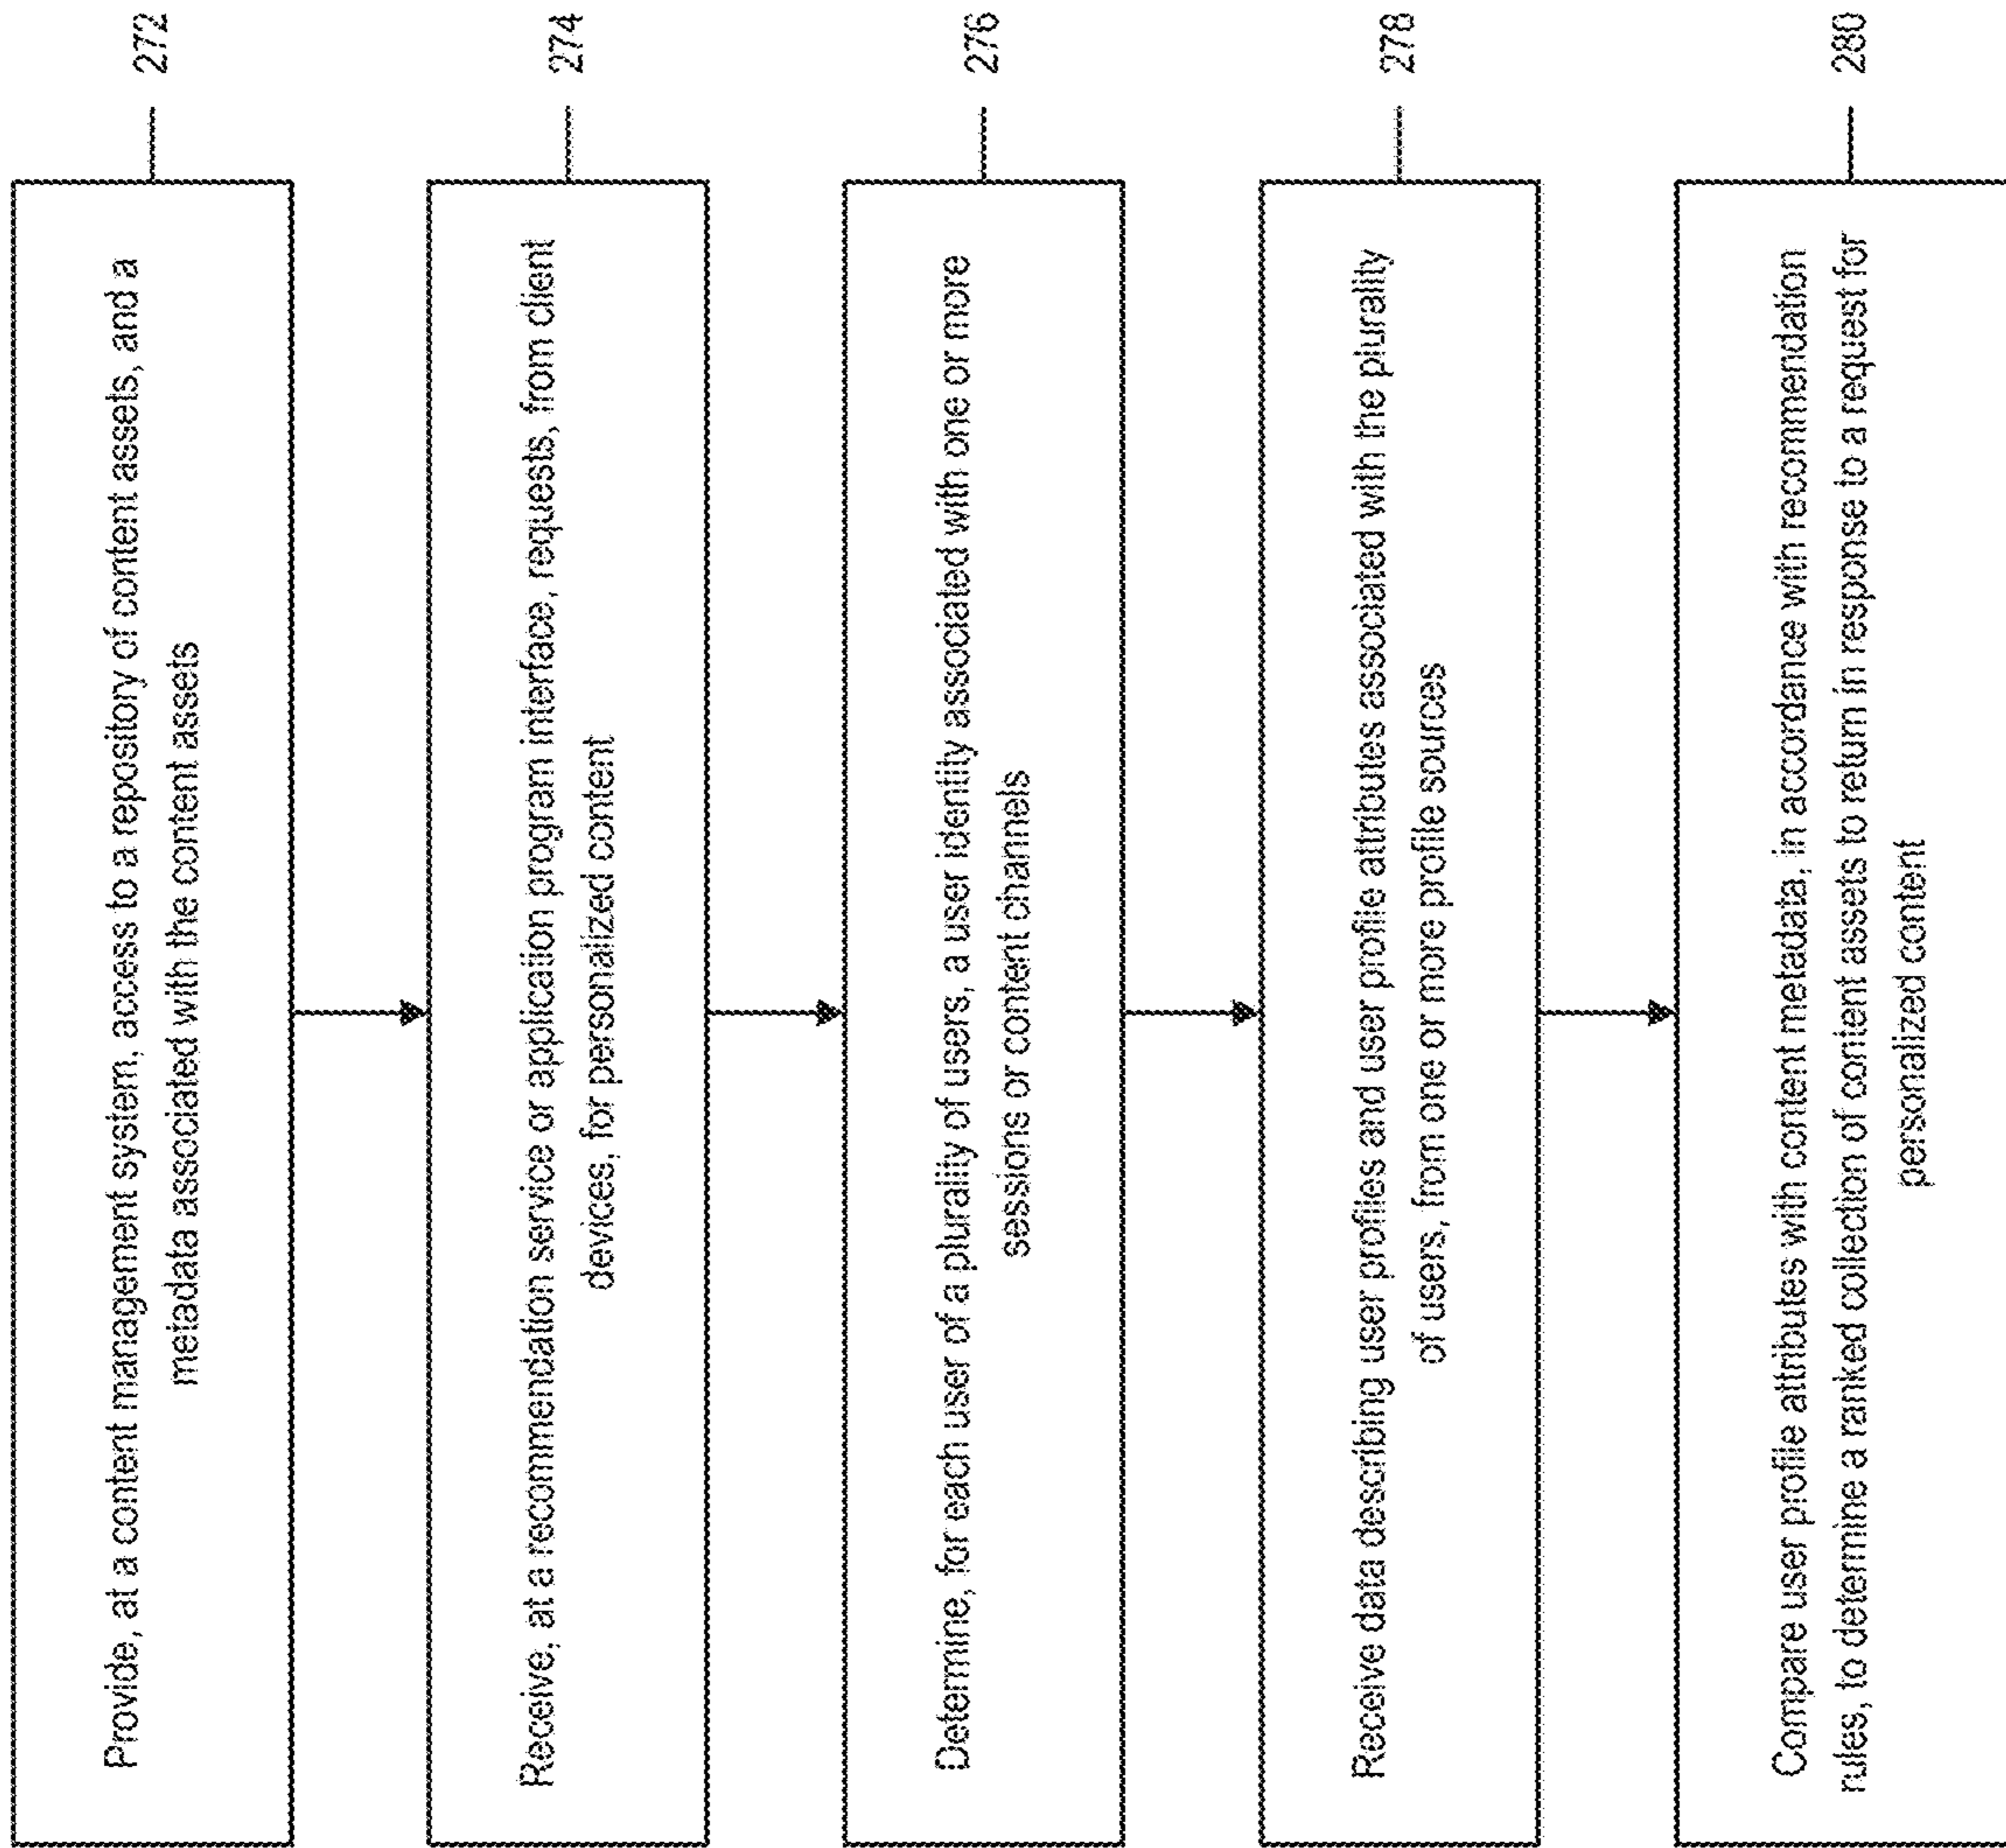 Provide, at a content management system, access to a repository of content assets, and a
metadata associated with the content assets
272
Receive, at a recommendation service or application program interface, requests, from client
devices, for personalized content
274
Determine, for each user of a plurality of users, a user identity associated with one or more
sessions or content channels
276
Receive data describing user profiles and user profile attributes associated with the plurality
of users, from one or more profile sources
278
Compare user profile attributes with content metadata, in accordance with recommendation
rules, to determine a ranked collection of content assets to return in response to a request for
personalized content
280